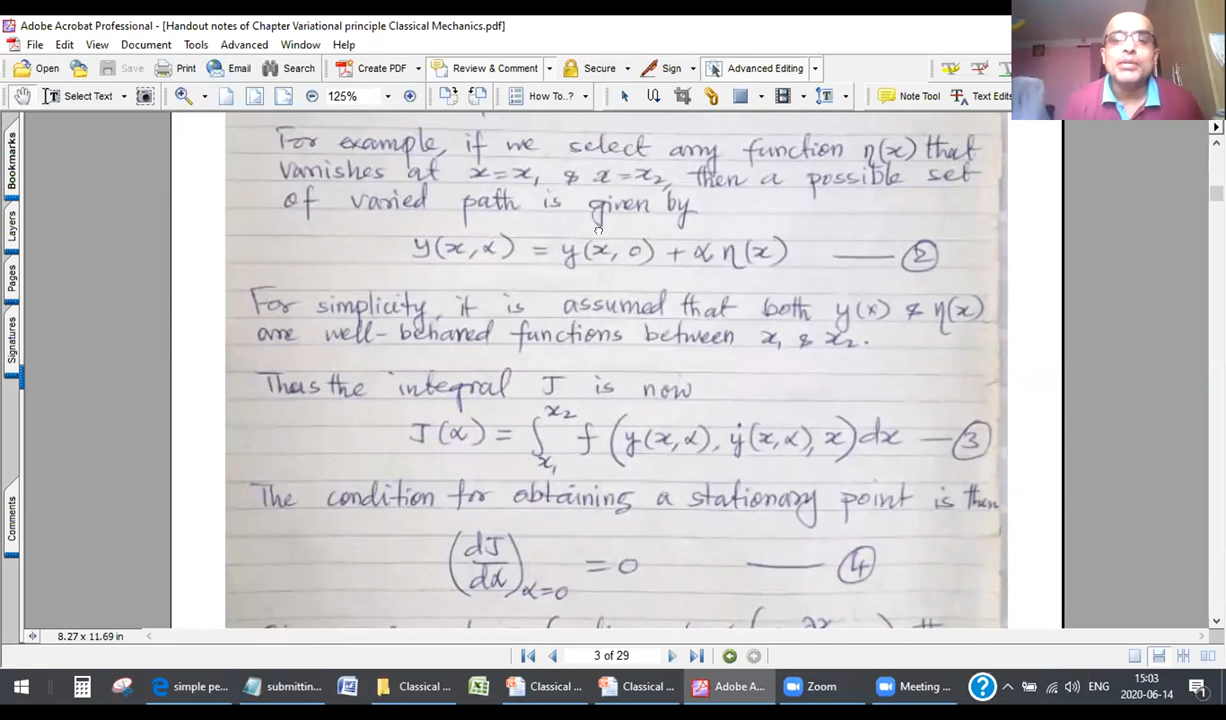 Adobe Acrobat Professional - [Handout notes of Chapter Variational principle Classical Mechanics.pdf]
File Edit View Document Tools Advanced Window Help
Open Save Print Email Search Create PDF Review & Comment Secure Sign Advanced Editing
Select Text 125% How To..? Note Tool Text Edits
Bookmarks
Layers
Pages
Signatures
Comments
For example, if we select any function η(x) that
vanishes at x=x₁ & x=x₂, then a possible set
of varied path is given by
y(x,α) = y(x,0) + α η(x) —— ②
For simplicity, it is assumed that both y(x) & η(x)
are well-behaved functions between x₁ & x₂.
Thus the integral J is now
J(α) = ∫ₓ₁ˣ² f (y(x,α), ẏ(x,α), x) dx — ③
The condition for obtaining a stationary point is then
(dJ/dα)α=0 = 0 —— ④
8.27 x 11.69 in
3 of 29
simple pe... submittin... Classical ... Classical ... Classical ... Adobe A... Zoom Meeting ... ENG
15:03
2020-06-14